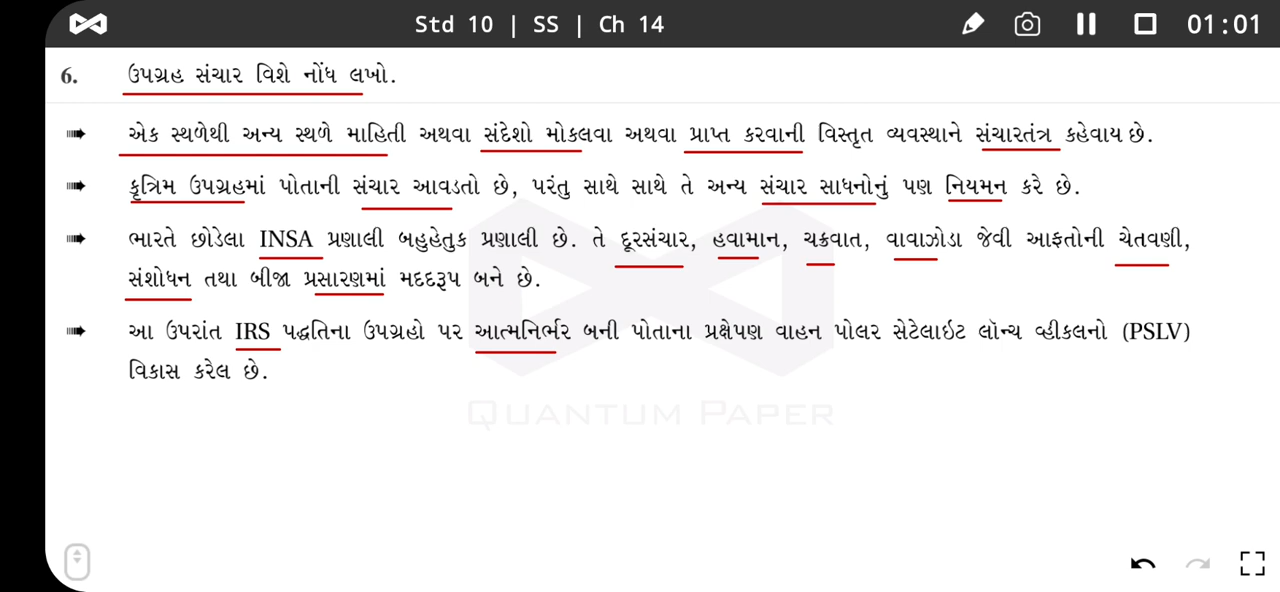 Std 10 | SS | Ch 14
01:01
6. ઉપગ્રહ સંચાર વિશે નોંધ લખો.
એક સ્થળેથી અન્ય સ્થળે માહિતી અથવા સંદેશો મોકલવા અથવા પ્રાપ્ત કરવાની વિસ્તૃત વ્યવસ્થાને સંચારતંત્ર કહેવાય છે.
કૃત્રિમ ઉપગ્રહમાં પોતાની સંચાર આવડતો છે, પરંતુ સાથે સાથે તે અન્ય સંચાર સાધનોનું પણ નિયમન કરે છે.
ભારતે છોડેલા INSA પ્રણાલી બહુહેતુક પ્રણાલી છે. તે દૂરસંચાર, હવામાન, ચક્રવાત, વાવાઝોડા જેવી આફતોની ચેતવણી,
સંશોધન તથા બીજા પ્રસારણમાં મદદરૂપ બને છે.
આ ઉપરાંત IRS પદ્ધતિના ઉપગ્રહો પર આત્મનિર્ભર બની પોતાના પ્રક્ષેપણ વાહન પોલર સેટેલાઇટ લૉન્ચ વ્હીકલનો (PSLV)
વિકાસ કરેલ છે.
QUANTUM PAPER